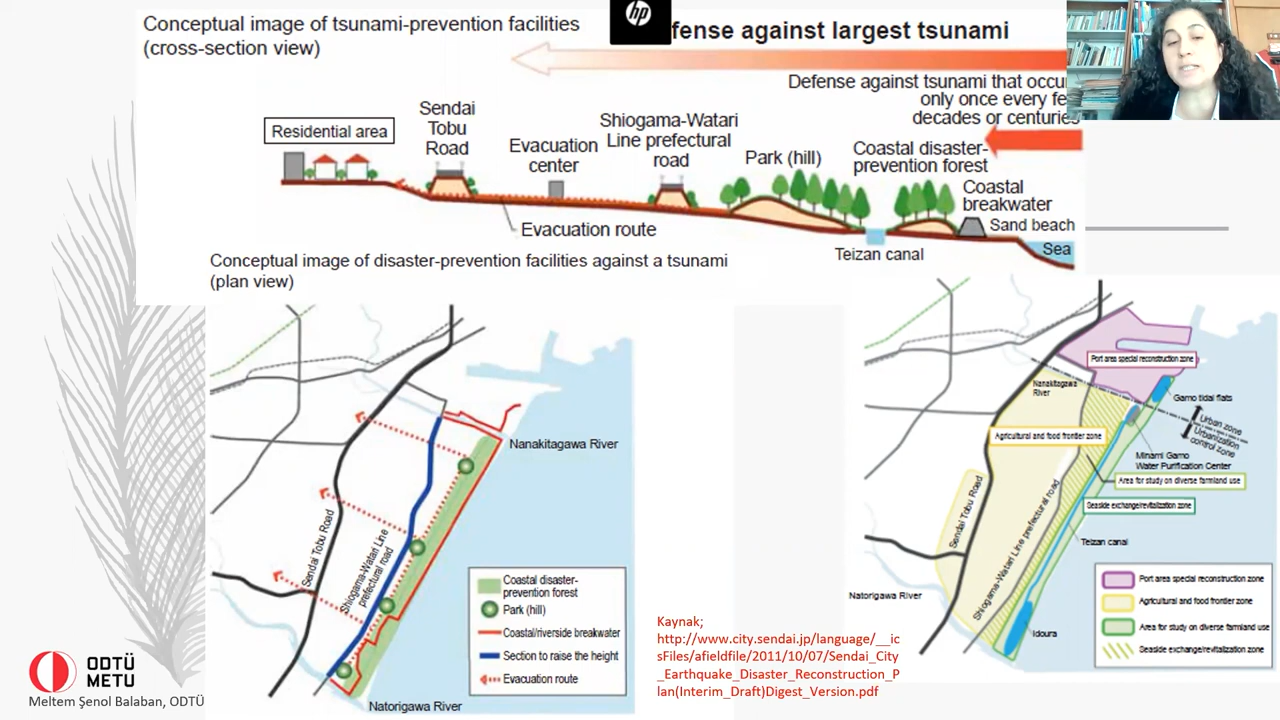 Conceptual image of tsunami-prevention facilities
(cross-section view)
hp
fense against largest tsunami
Defense against tsunami that occu
only once every fe
decades or centuries
Residential area
Sendai
Tobu
Road
Evacuation
center
Shiogama-Watari
Line prefectural
road
Park (hill)
Coastal disaster-
prevention forest
Coastal
breakwater
Sand beach
Sea
Evacuation route
Teizan canal
Conceptual image of disaster-prevention facilities against a tsunami
(plan view)
Nanakitagawa River
Sendai Tobu Road
Shiogama-Watari Line
prefectural road
Natorigawa River
Coastal disaster-
prevention forest
Park (hill)
Coastal/riverside breakwater
Section to raise the height
Evacuation route
Port area special reconstruction zone
Nanakitagawa
River
Gamo tidal flats
Urban zone
Urbanization
control zone
Agricultural and food frontier zone
Minami Gamo
Water Purification Center
Area for study on diverse farmland use
Seaside exchange/revitalization zone
Sendai Tobu Road
Shiogama-Watari Line prefectural road
Teizan canal
Natorigawa River
Idoura
Port area special reconstruction zone
Agricultural and food frontier zone
Area for study on diverse farmland use
Seaside exchange/revitalization zone
Kaynak;
http://www.city.sendai.jp/language/__ic
sFiles/afieldfile/2011/10/07/Sendai_City
_Earthquake_Disaster_Reconstruction_P
lan(Interim_Draft)Digest_Version.pdf
ODTÜ
METU
Meltem Şenol Balaban, ODTÜ